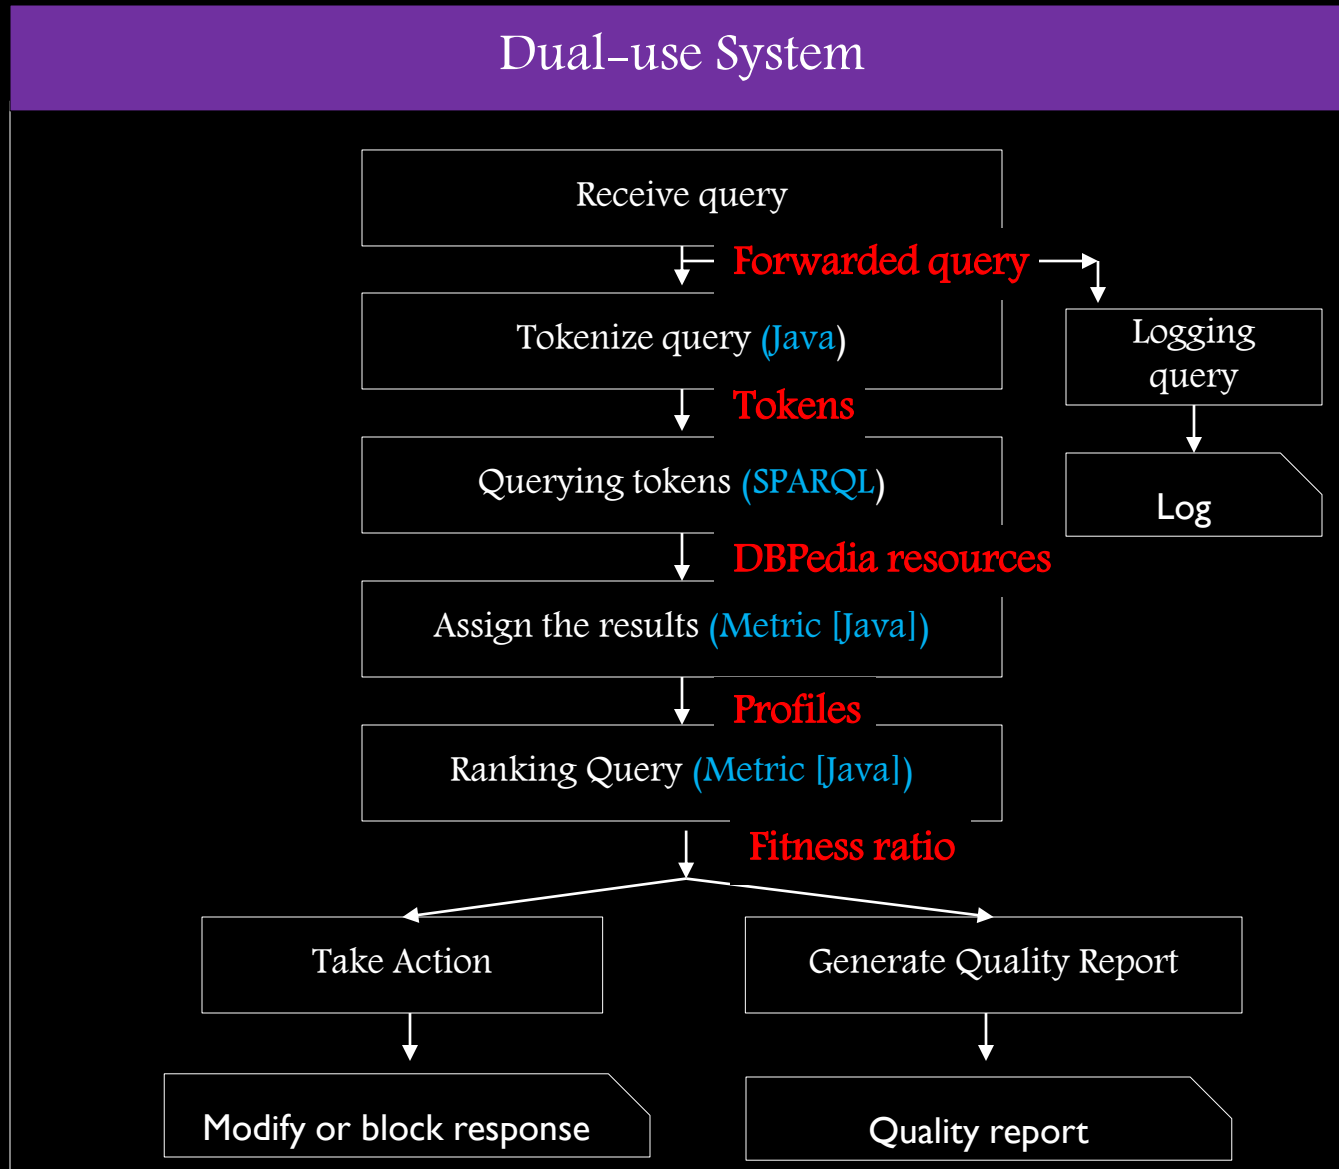 Dual-use System
Receive query
Forwarded query
Tokenize query (Java)
Logging
query
Tokens
Querying tokens (SPARQL)
Log
DBPedia resources
Assign the results (Metric [Java])
Profiles
Ranking Query (Metric [Java])
Fitness ratio
Take Action
Generate Quality Report
Modify or block response
Quality report